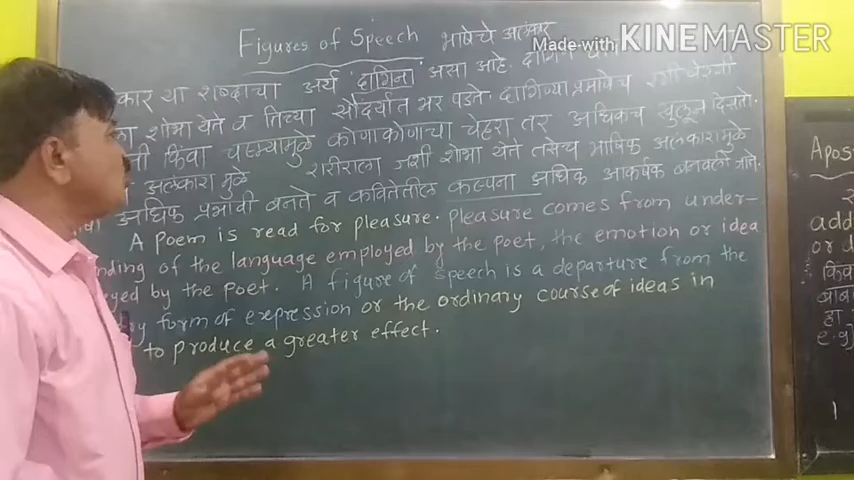 Figures of Speech भाषेचे अलंकार
Made with KINEMASTER
या शब्दाचा अर्थ 'दागिना' असा आहे.
शोभा येते व तिच्या सौंदर्यात भर पडते. दागिण्याप्रमाणेच
किंवा चष्म्यामुळे कोणाकोणाचा चेहरा तर अधिकच खुलून दिसतो.
अलंकारा मुळे शरीराला जशी शोभा येते तसेच भाषिक अलंकारामुळे
अधिक प्रभावी बनते व कवितेतील कल्पना अधिक आकर्षक बनवली जाते.
A poem is read for pleasure. pleasure comes from under-
nding of the language employed by the poet, the emotion or idea
eyed by the poet. A figure of speech is a departure from the
ry form of expression or the ordinary course of ideas in
to produce a greater effect.
Apos
add
or d
किंवा
बाब
हा
e.g
1